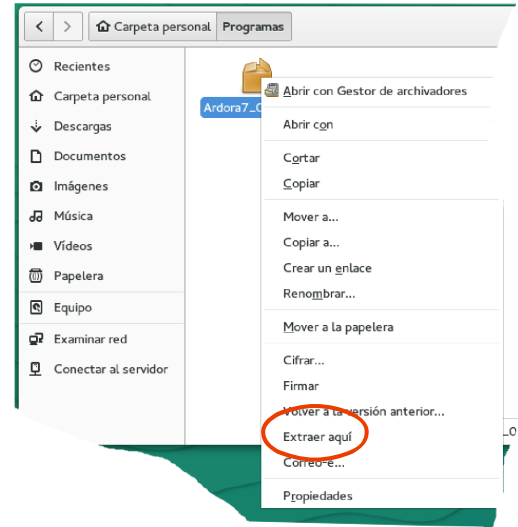 Carpeta personal Programas
Recientes
Carpeta personal
Descargas
Documentos
Imágenes
Música
Vídeos
Papelera
Equipo
Examinar red
Conectar al servidor
Ardora7_
Abrir con Gestor de archivadores
Abrir con
Cortar
Copiar
Mover a...
Copiar a...
Crear un enlace
Renombrar...
Mover a la papelera
Cifrar...
Firmar
Volver a la versión anterior...
Extraer aquí
Correo-e...
Propiedades